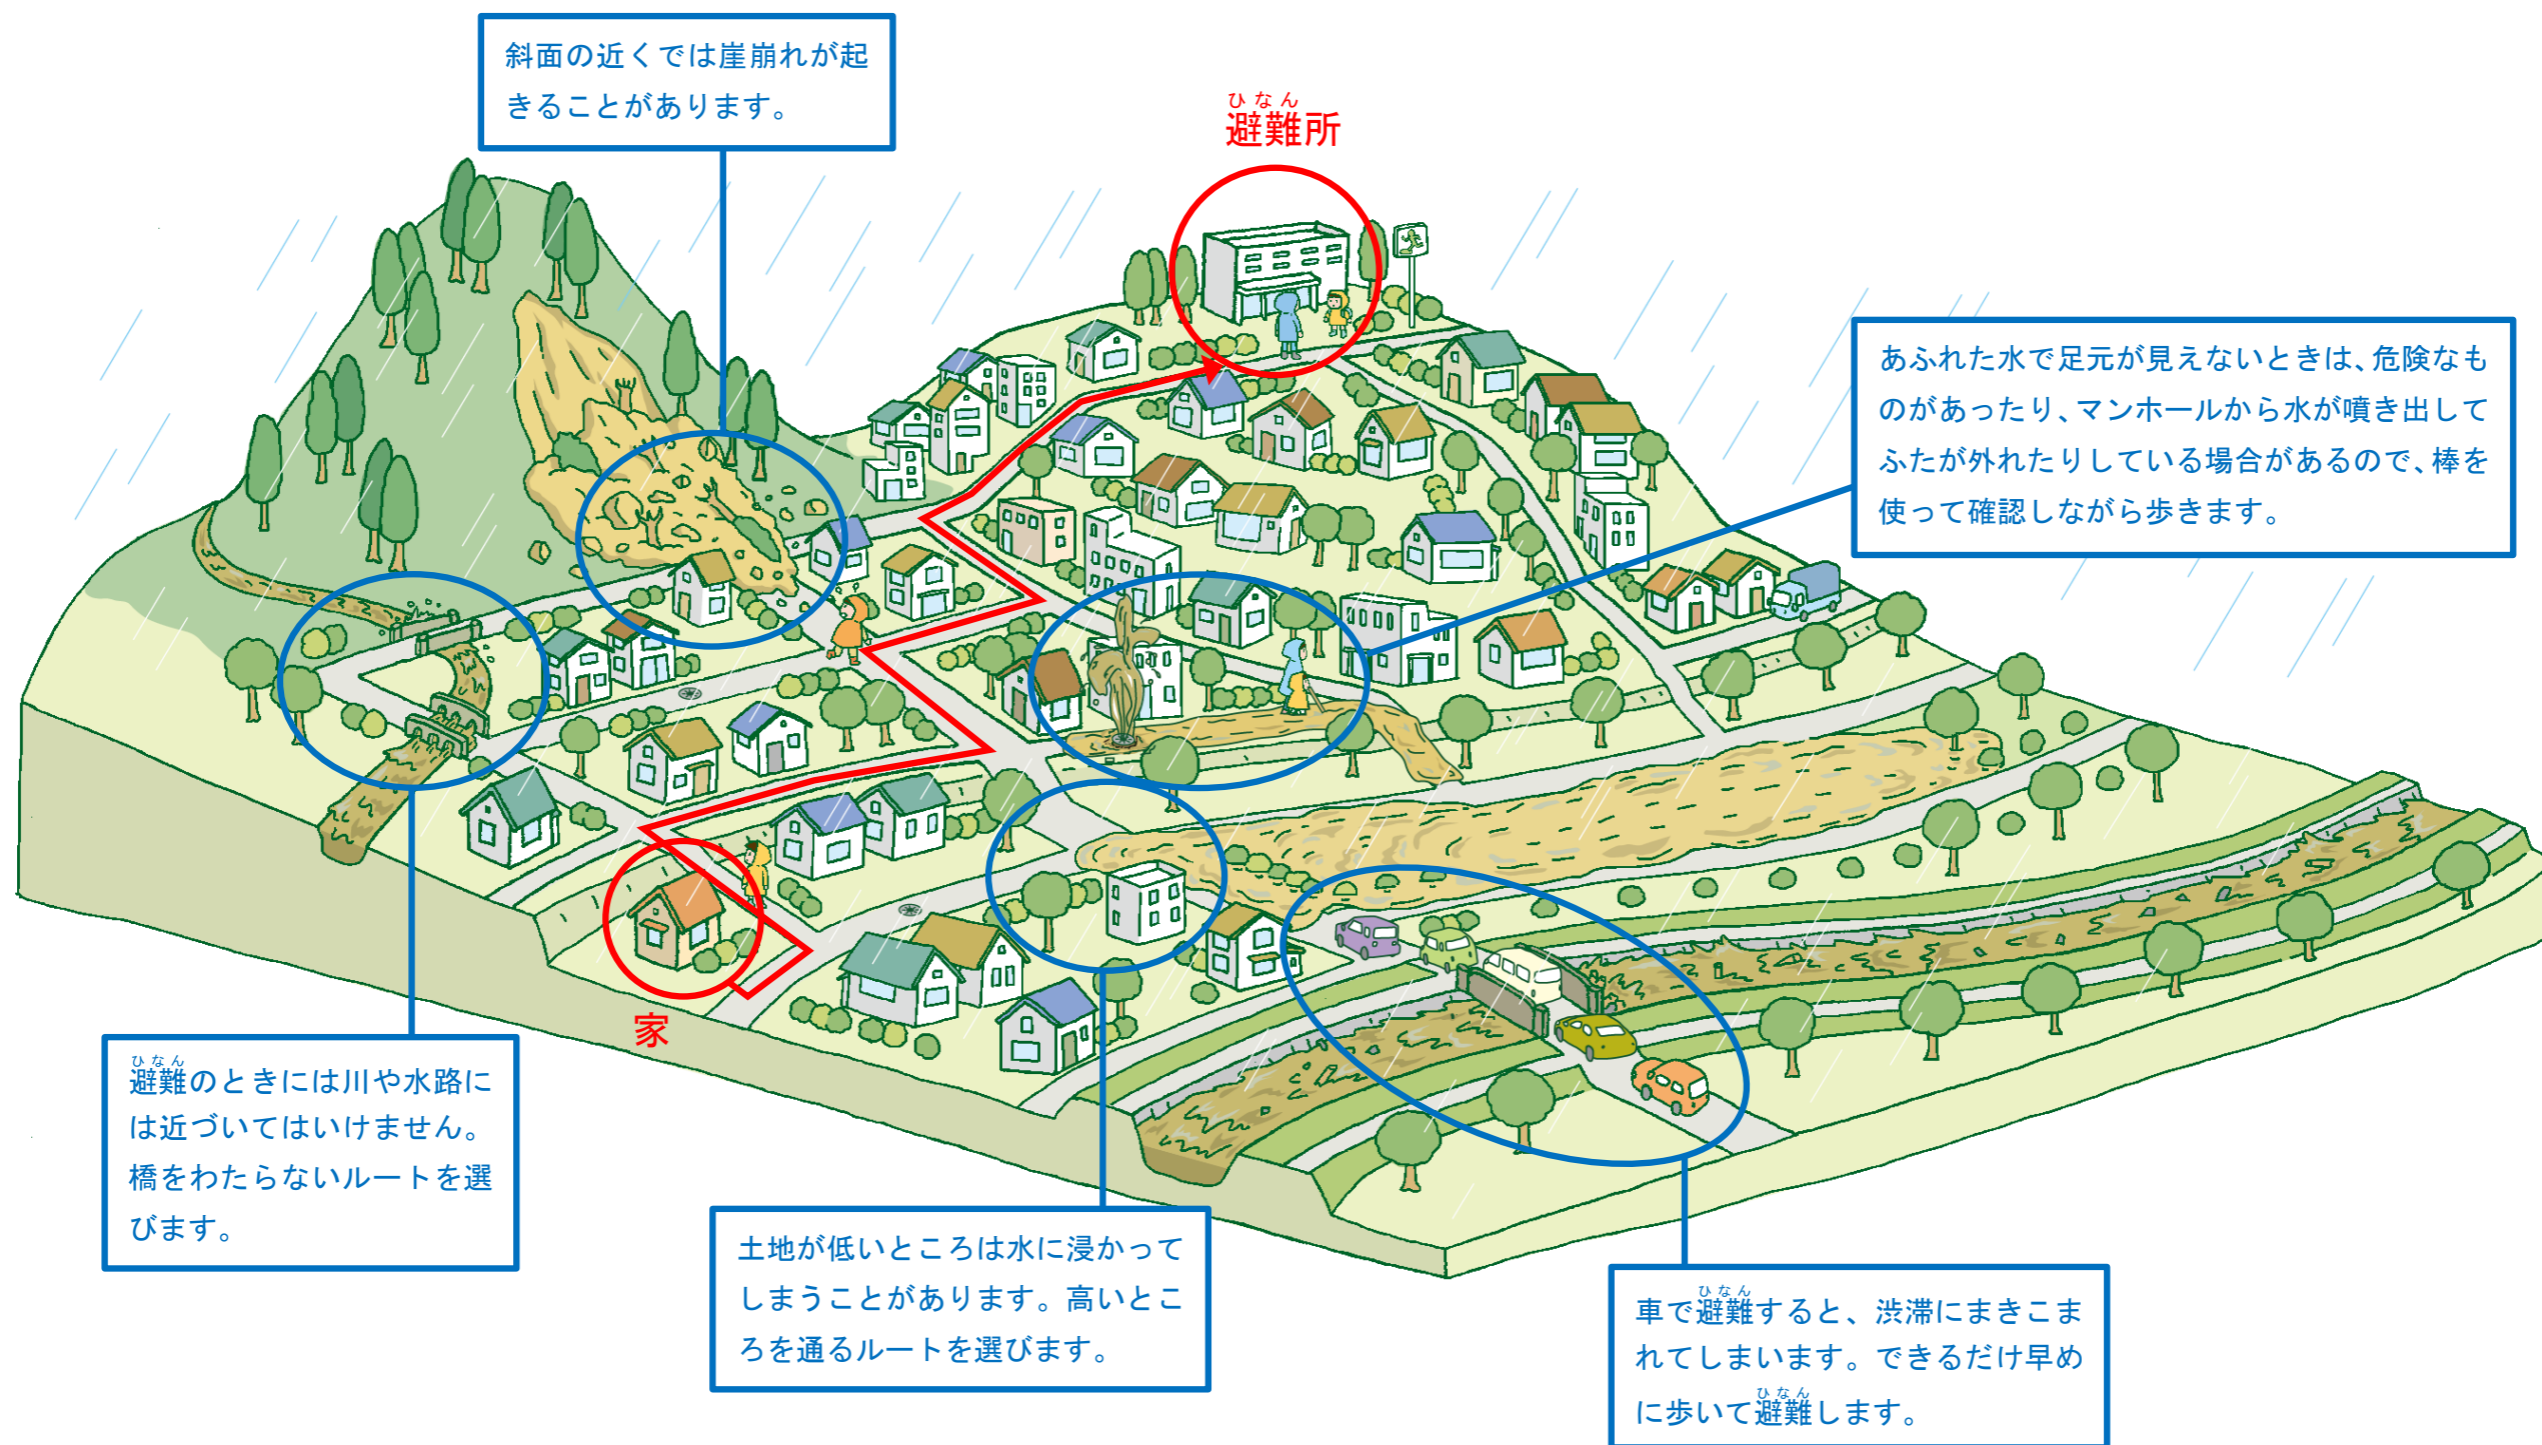 斜面の近くでは崖崩れが起
きることがあります。
ひなん
避難所
あふれた水で足元が見えないときは、危険なも
のがあったり、マンホールから水が噴き出して
ふたが外れたりしている場合があるので、棒を
使って確認しながら歩きます。
家
ひなん
避難のときには川や水路に
は近づいてはいけません。
橋をわたらないルートを選
びます。
土地が低いところは水に浸かって
しまうことがあります。高いとこ
ろを通るルートを選びます。
ひなん
車で避難すると、渋滞にまきこま
れてしまいます。できるだけ早め
ひなん
に歩いて避難します。